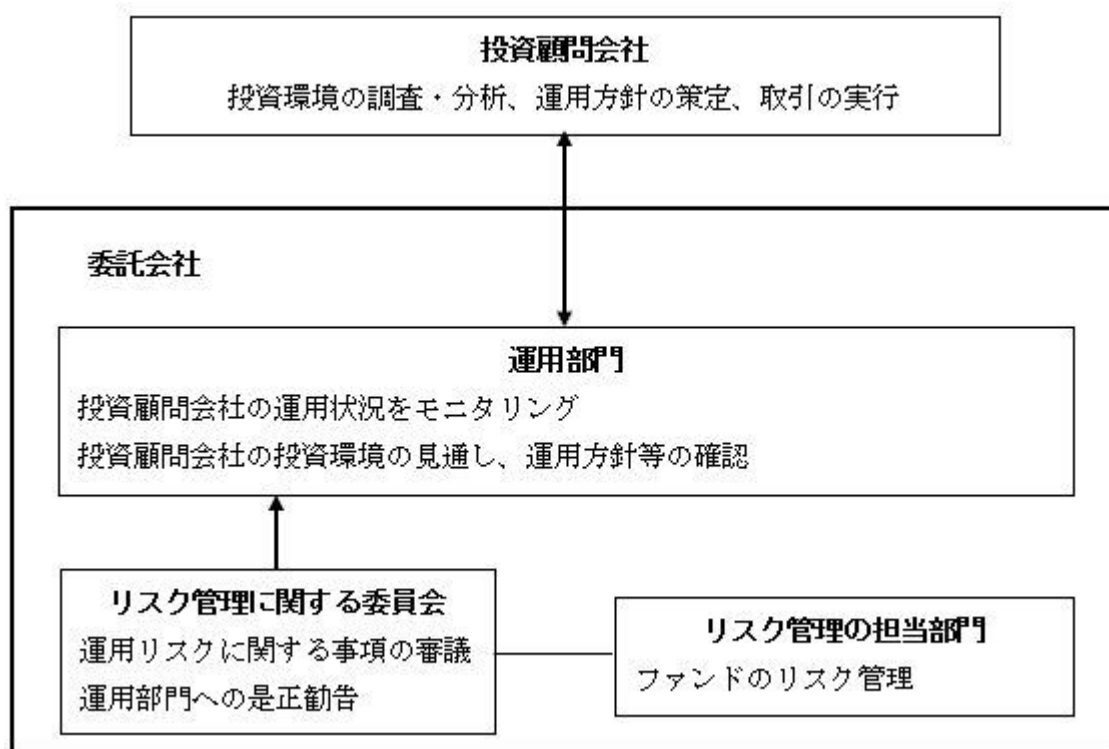 投資顧問会社
投資環境の調査・分析、運用方針の策定、取引の実行
委託会社
運用部門
投資顧問会社の運用状況をモニタリング
投資顧問会社の投資環境の見通し、運用方針等の確認
リスク管理に関する委員会
運用リスクに関する事項の審議
運用部門への是正勧告
リスク管理の担当部門
ファンドのリスク管理